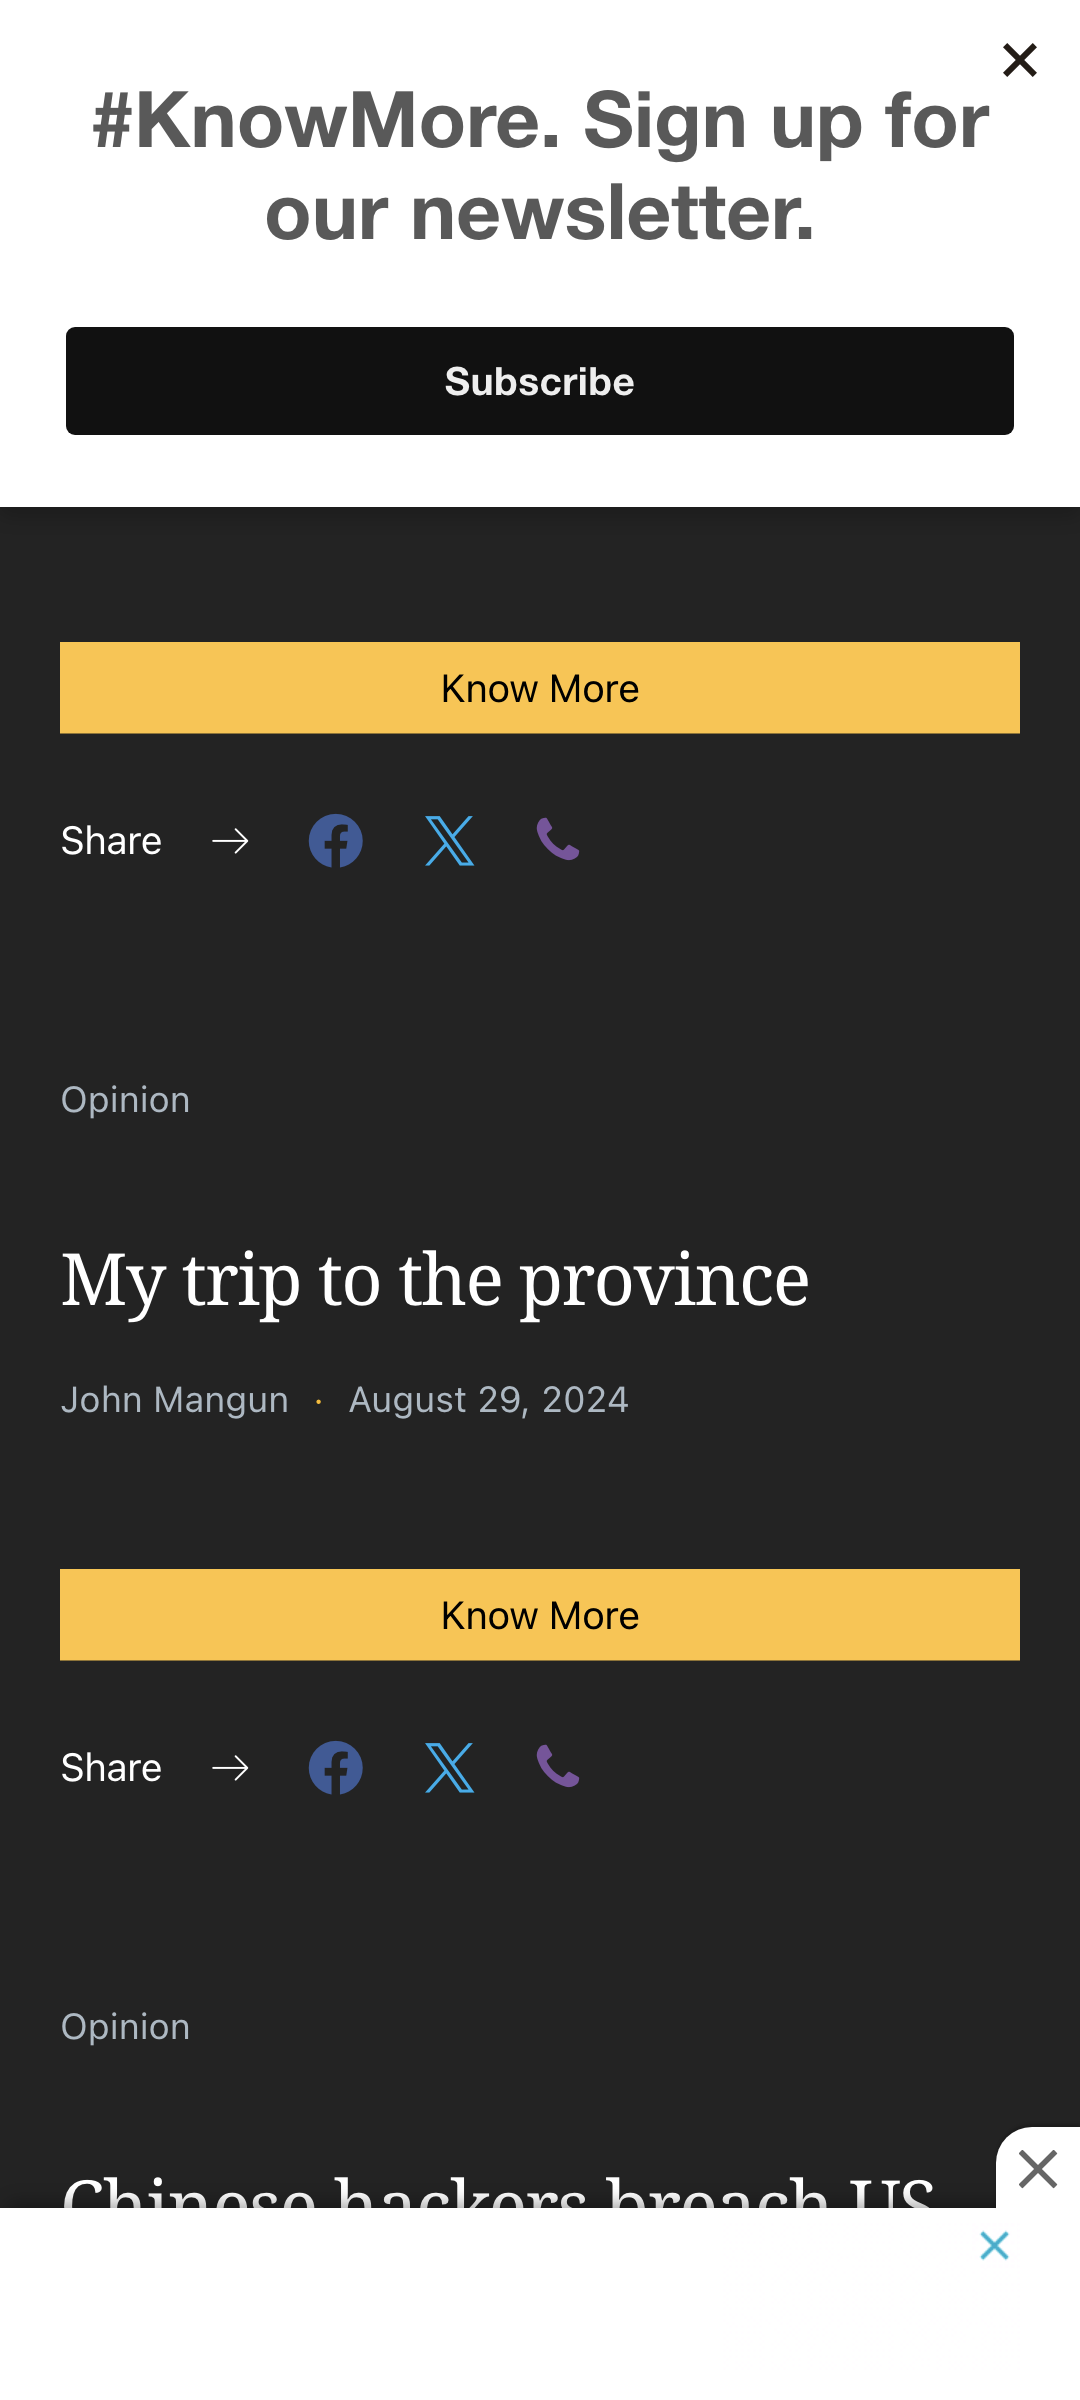 #KnowMore. Sign up for
our newsletter.
Subscribe
Know More
Share
Opinion
My trip to the province
John Mangun · August 29, 2024
Know More
Share
Opinion
Chinese hackers breach US